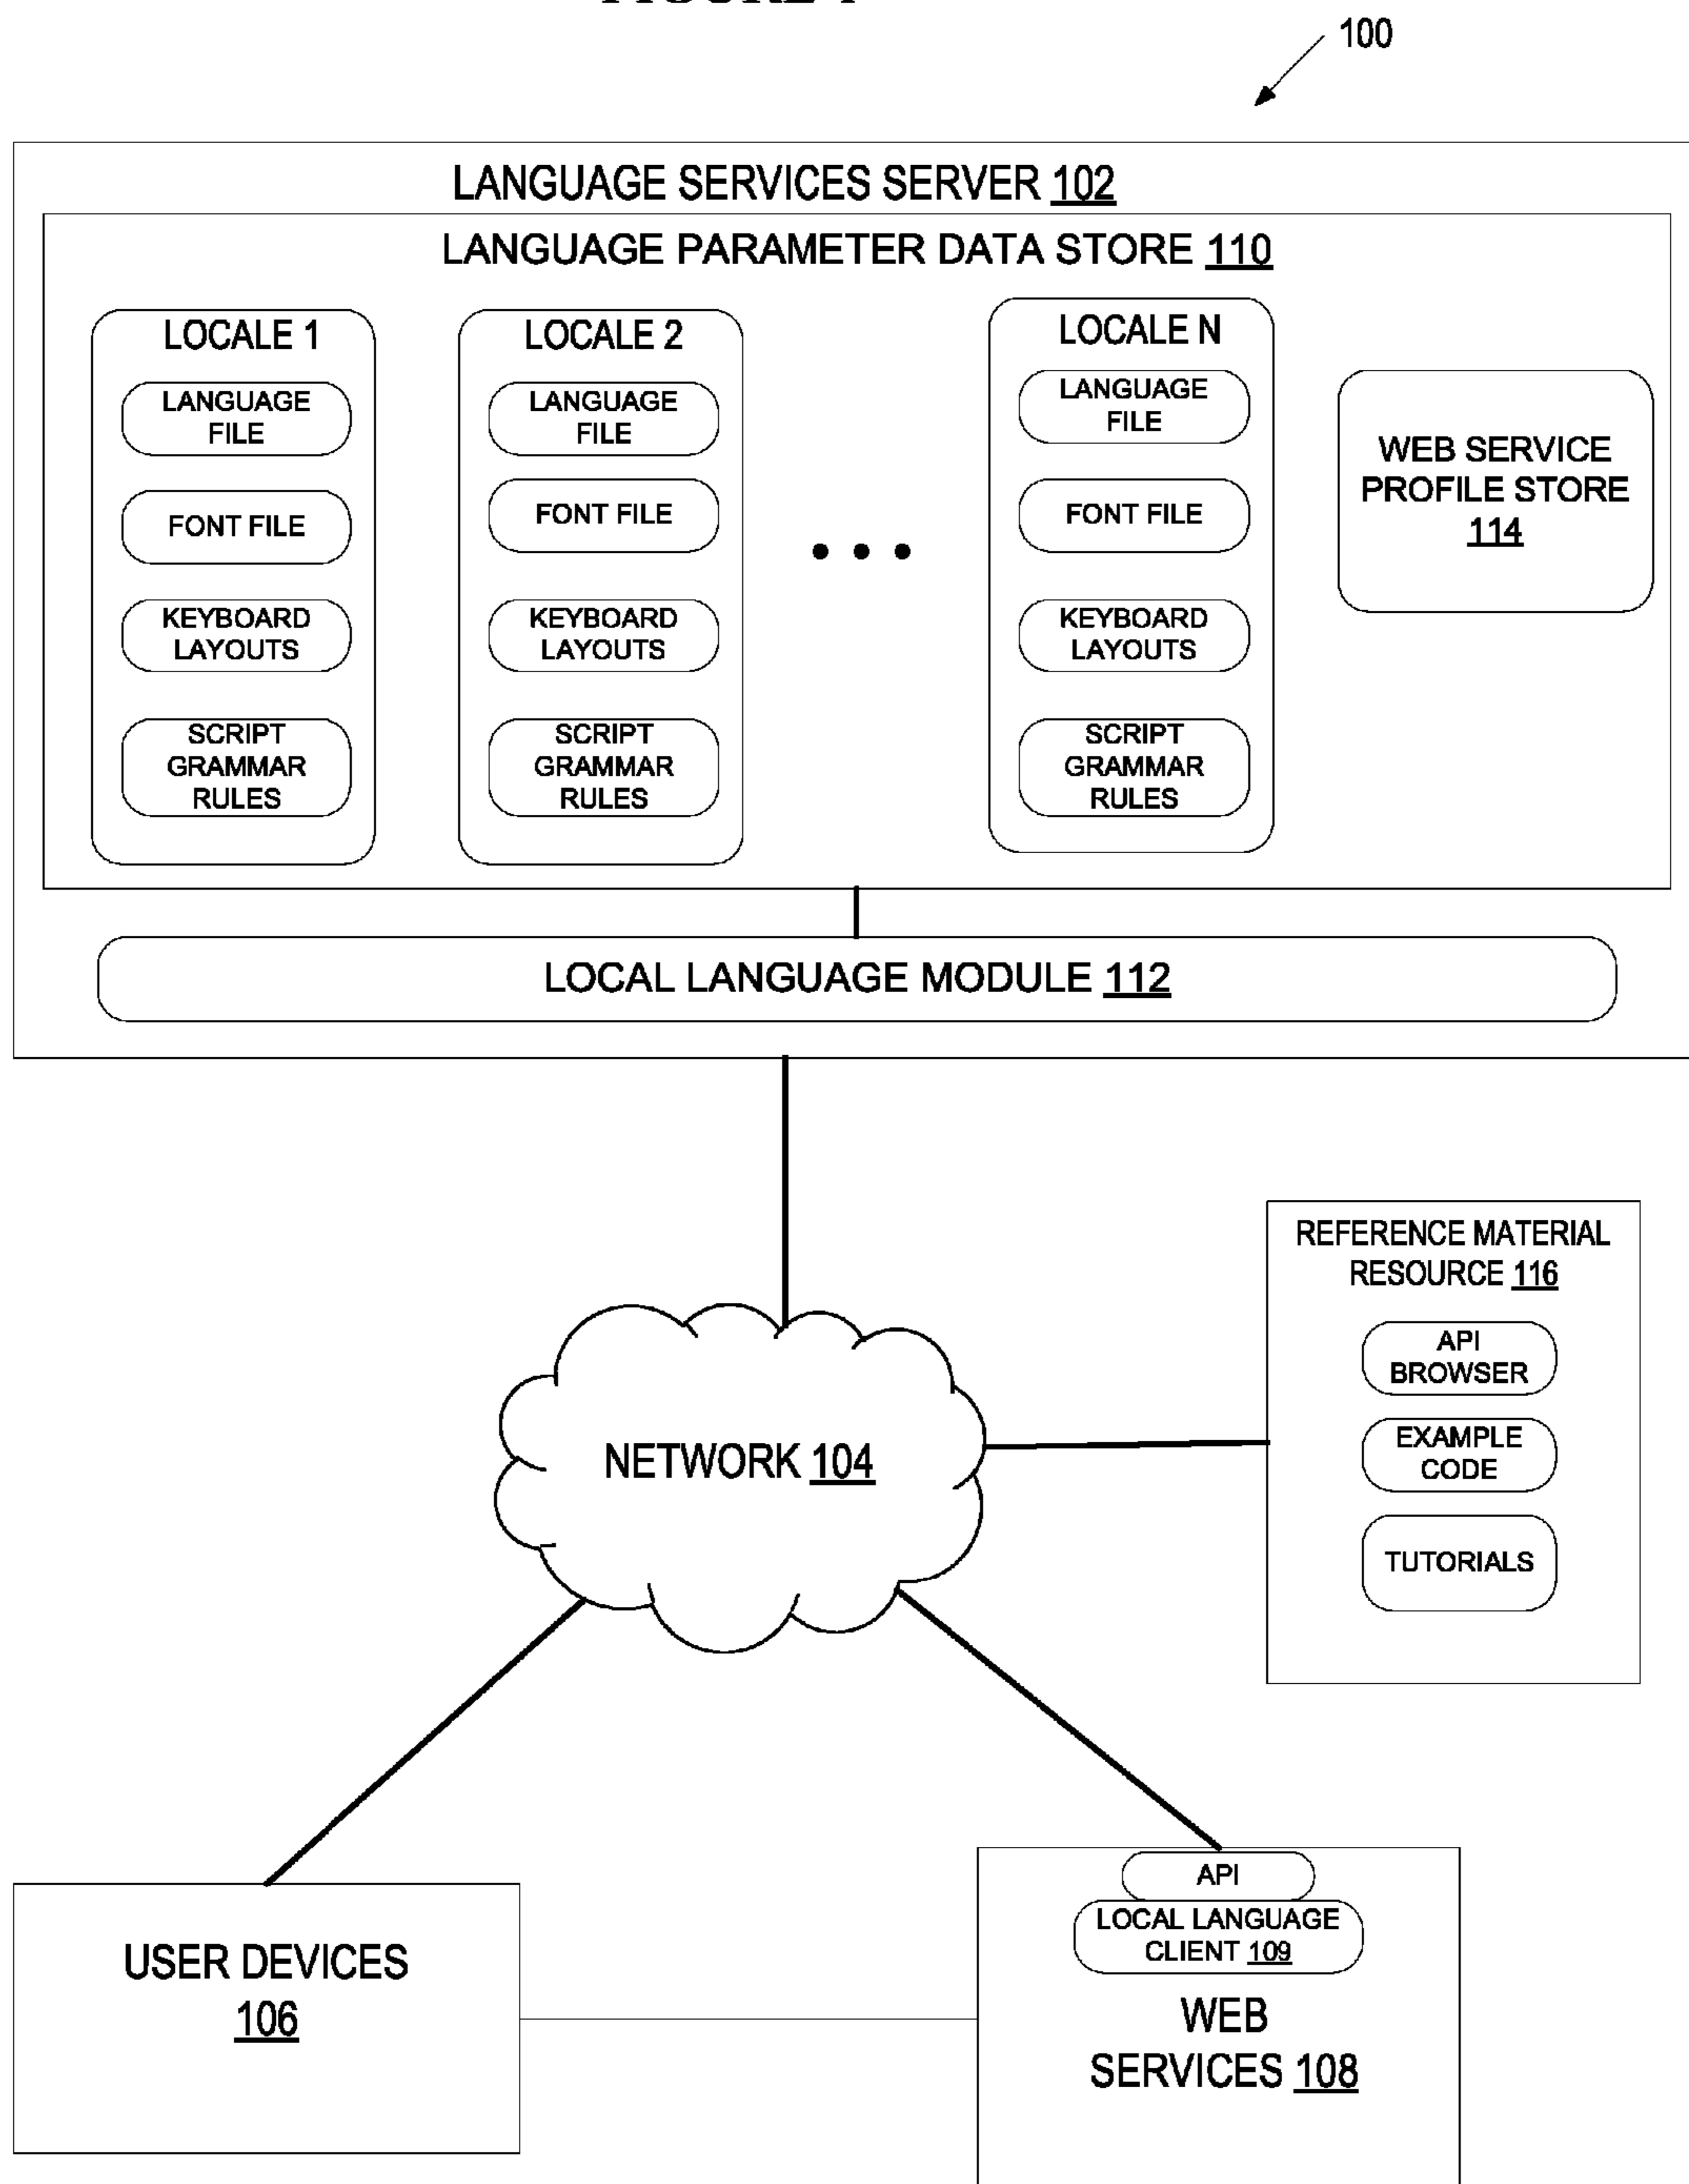 100
LANGUAGE SERVICES SERVER 102
LANGUAGE PARAMETER DATA STORE 110
LOCALE 1
LANGUAGE
FILE
FONT FILE
KEYBOARD
LAYOUTS
SCRIPT
GRAMMAR
RULES
LOCALE 2
LANGUAGE
FILE
FONT FILE
KEYBOARD
LAYOUTS
SCRIPT
GRAMMAR
RULES
• • •
LOCALE N
LANGUAGE
FILE
FONT FILE
KEYBOARD
LAYOUTS
SCRIPT
GRAMMAR
RULES
WEB SERVICE
PROFILE STORE
114
LOCAL LANGUAGE MODULE 112
REFERENCE MATERIAL
RESOURCE 116
API
BROWSER
EXAMPLE
CODE
TUTORIALS
NETWORK 104
USER DEVICES
106
API
LOCAL LANGUAGE
CLIENT 109
WEB
SERVICES 108